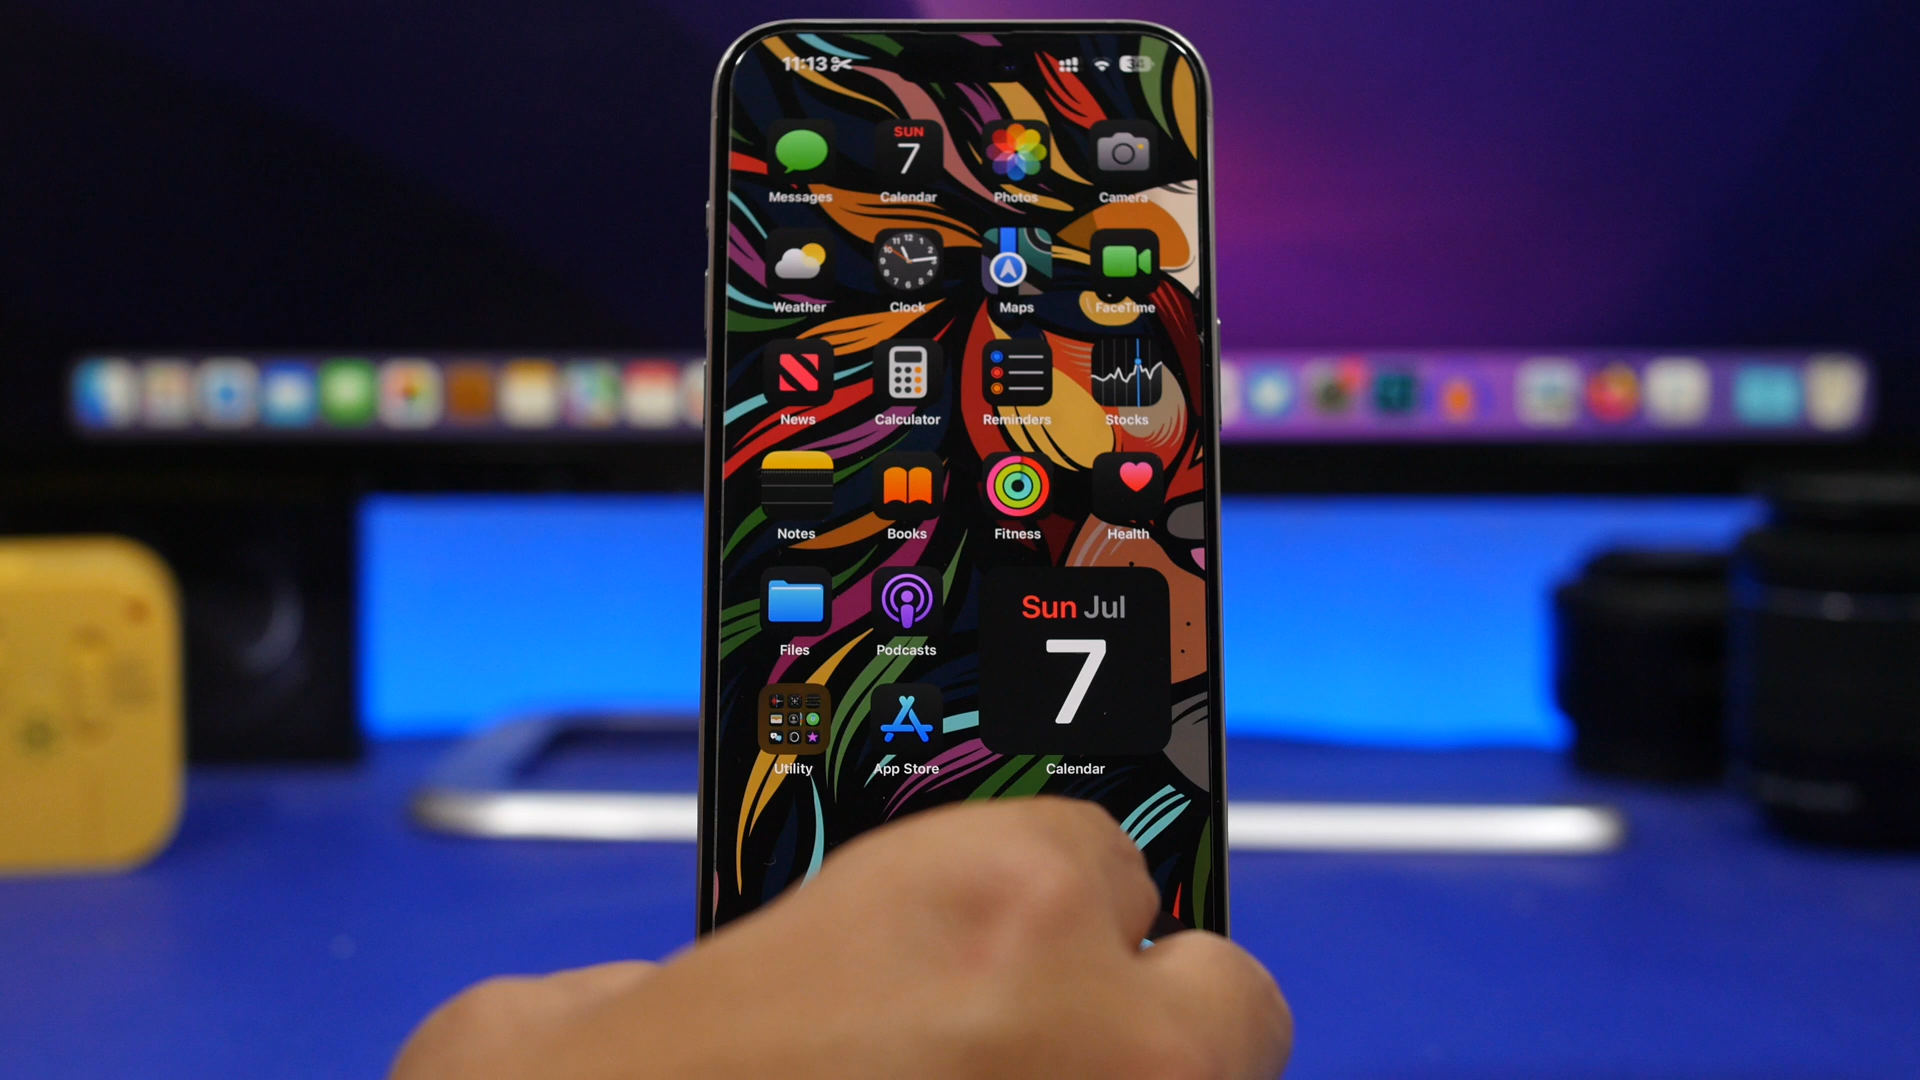 11:13 34
SUN
7
Messages Calendar Photos Camera
Weather Clock Maps FaceTime
News Calculator Reminders Stocks
Notes Books Fitness Health
Sun Jul
7
Files Podcasts
Utility App Store Calendar